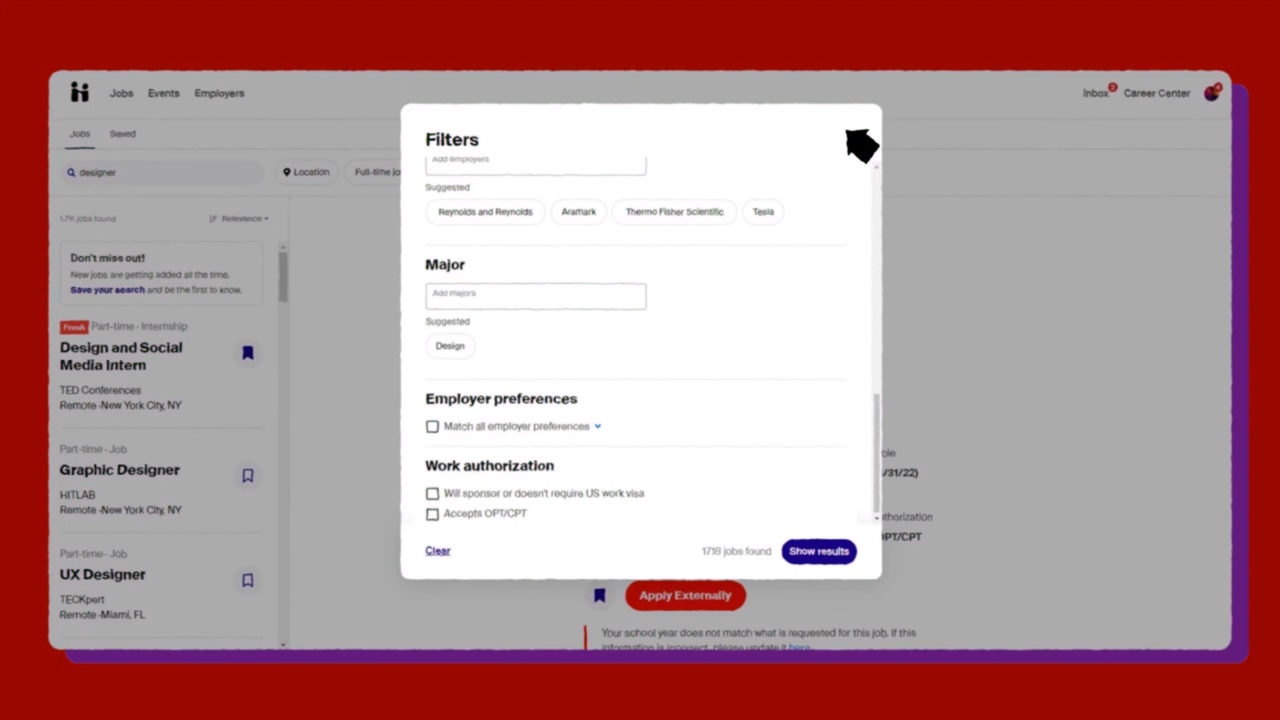 Jobs Events Employers
Inbox 2 Career Center
Jobs Saved
designer
Location
Full-time jo
1.7K jobs found
Relevance
Don't miss out!
New jobs are getting added all the time.
Save your search and be the first to know.
Fresh Part-time - Internship
Design and Social
Media Intern
TED Conferences
Remote -New York City, NY
Part-time - Job
Graphic Designer
HITLAB
Remote -New York City, NY
Part-time - Job
UX Designer
TECKpert
Remote -Miami, FL
Filters
Add employers
Suggested
Reynolds and Reynolds Aramark Thermo Fisher Scientific Tesla
Major
Add majors
Suggested
Design
Employer preferences
Match all employer preferences
Work authorization
Will sponsor or doesn't require US work visa
Accepts OPT/CPT
Clear 1718 jobs found Show results
ole
/31/22)
uthorization
OPT/CPT
Apply Externally
Your school year does not match what is requested for this job. If this
information is incorrect, please update it here.